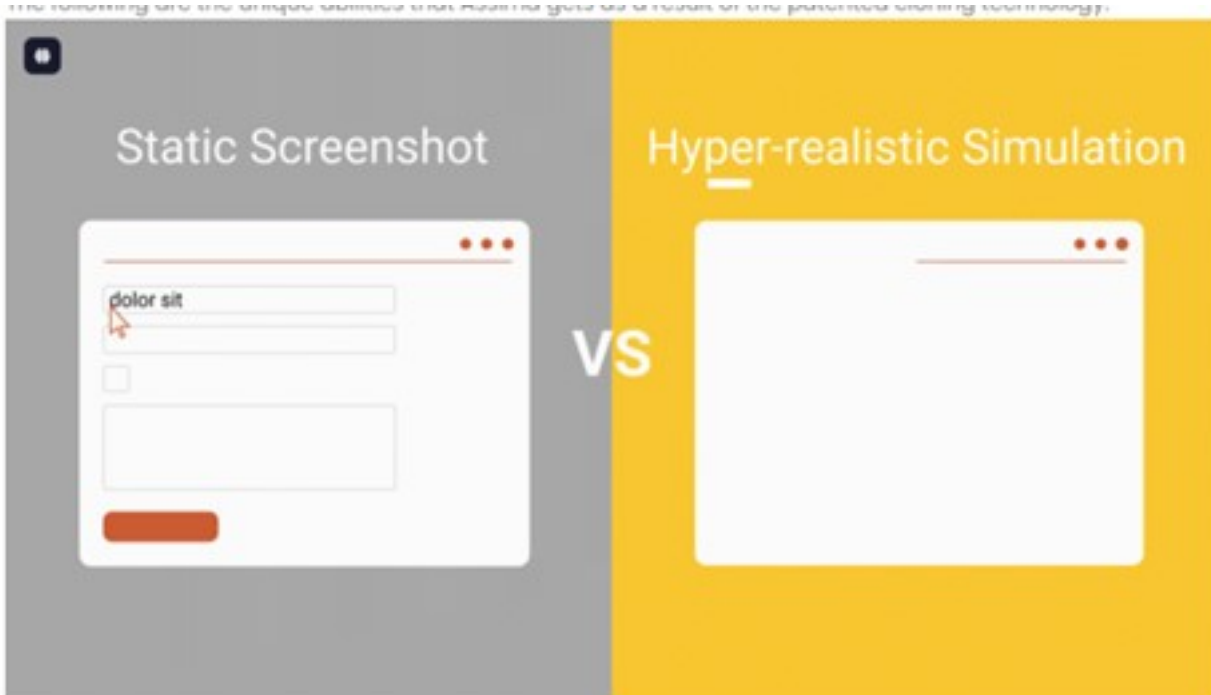 The following are the unique abilities that Assima gets as a result of the patented cloning technology.
Static Screenshot
Hyper-realistic Simulation
dolor sit
VS